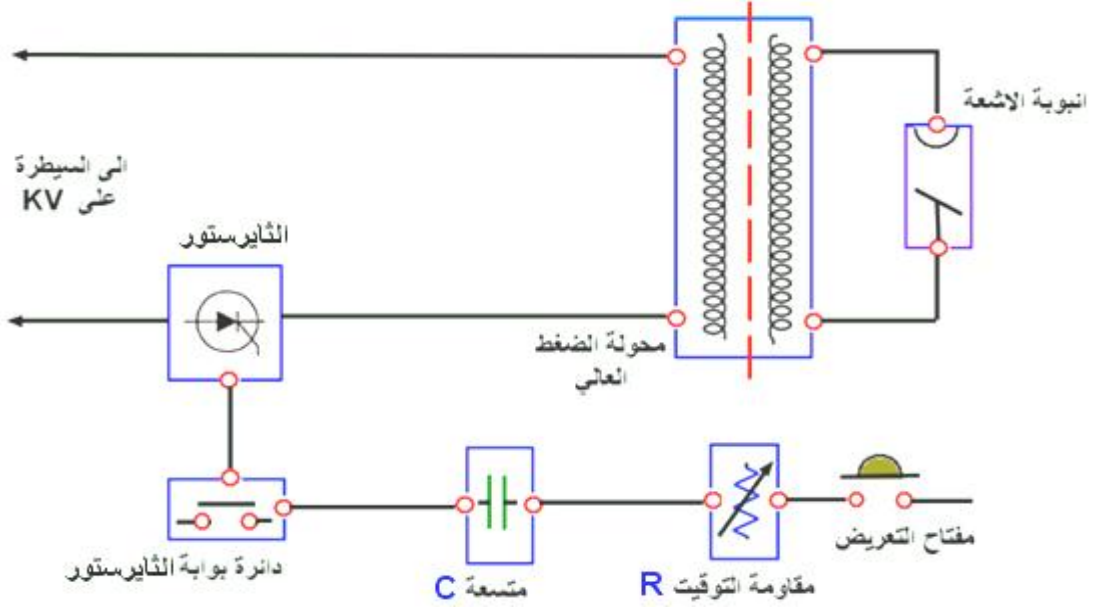 انبوبة الاشعة
الى السيطرة
على KV
الثايرستور
محولة الضغط
العالي
مفتاح التعريض
دائرة بوابة الثايرستور
متسعة C
مقاومة التوقيت R